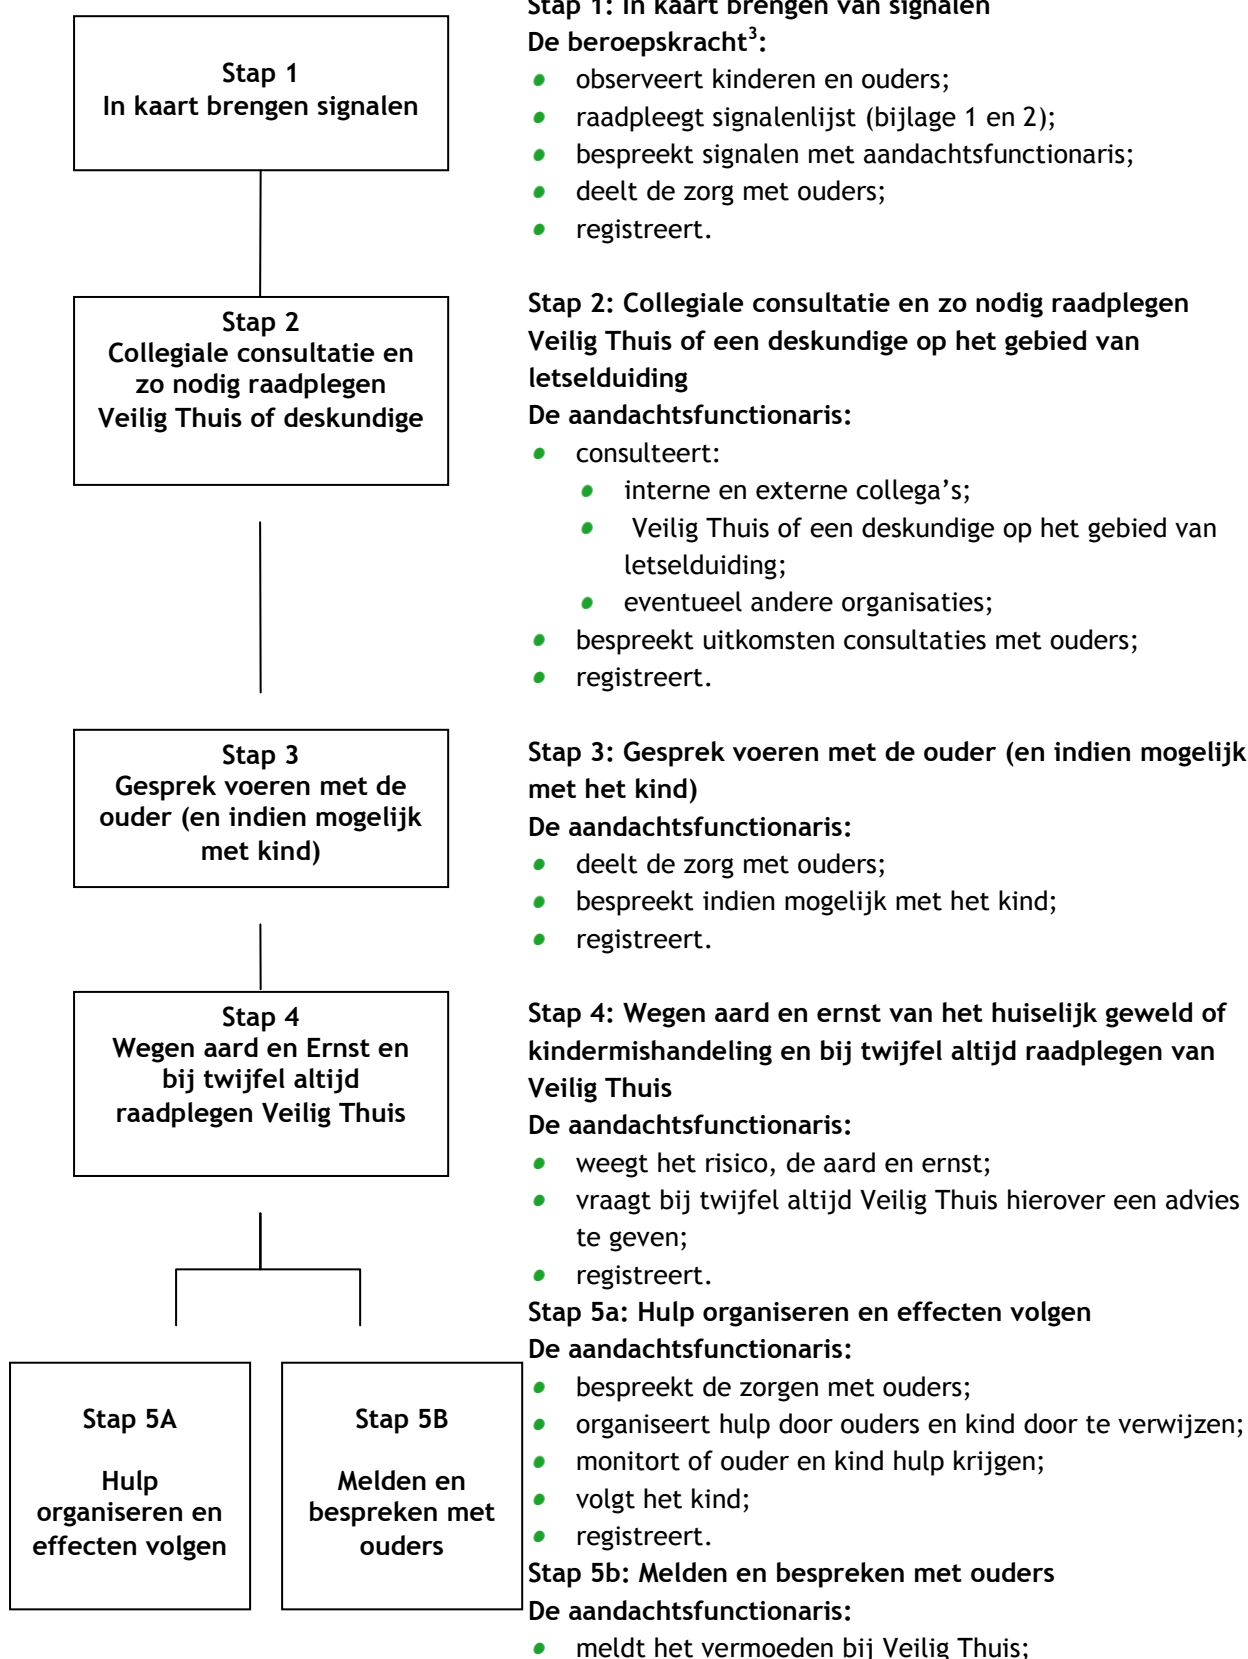 Stap 1
In kaart brengen signalen
Stap 2
Collegiale consultatie en
zo nodig raadplegen
Veilig Thuis of deskundige
Stap 3
Gesprek voeren met de
ouder (en indien mogelijk
met kind)
Stap 4
Wegen aard en Ernst en
bij twijfel altijd
raadplegen Veilig Thuis
Stap 5A
Hulp
organiseren en
effecten volgen
Stap 5B
Melden en
bespreken met
ouders
Stap 1: In kaart brengen van signalen
De beroepskracht³:
• observeert kinderen en ouders;
• raadpleegt signalenlijst (bijlage 1 en 2);
• bespreekt signalen met aandachtsfunctionaris;
• deelt de zorg met ouders;
• registreert.
Stap 2: Collegiale consultatie en zo nodig raadplegen
Veilig Thuis of een deskundige op het gebied van
letselduiding
De aandachtsfunctionaris:
• consulteert:
• interne en externe collega’s;
• Veilig Thuis of een deskundige op het gebied van
letselduiding;
• eventueel andere organisaties;
• bespreekt uitkomsten consultaties met ouders;
• registreert.
Stap 3: Gesprek voeren met de ouder (en indien mogelijk
met het kind)
De aandachtsfunctionaris:
• deelt de zorg met ouders;
• bespreekt indien mogelijk met het kind;
• registreert.
Stap 4: Wegen aard en ernst van het huiselijk geweld of
kindermishandeling en bij twijfel altijd raadplegen van
Veilig Thuis
De aandachtsfunctionaris:
• weegt het risico, de aard en ernst;
• vraagt bij twijfel altijd Veilig Thuis hierover een advies
te geven;
• registreert.
Stap 5a: Hulp organiseren en effecten volgen
De aandachtsfunctionaris:
• bespreekt de zorgen met ouders;
• organiseert hulp door ouders en kind door te verwijzen;
• monitort of ouder en kind hulp krijgen;
• volgt het kind;
• registreert.
Stap 5b: Melden en bespreken met ouders
De aandachtsfunctionaris:
• meldt het vermoeden bij Veilig Thuis;